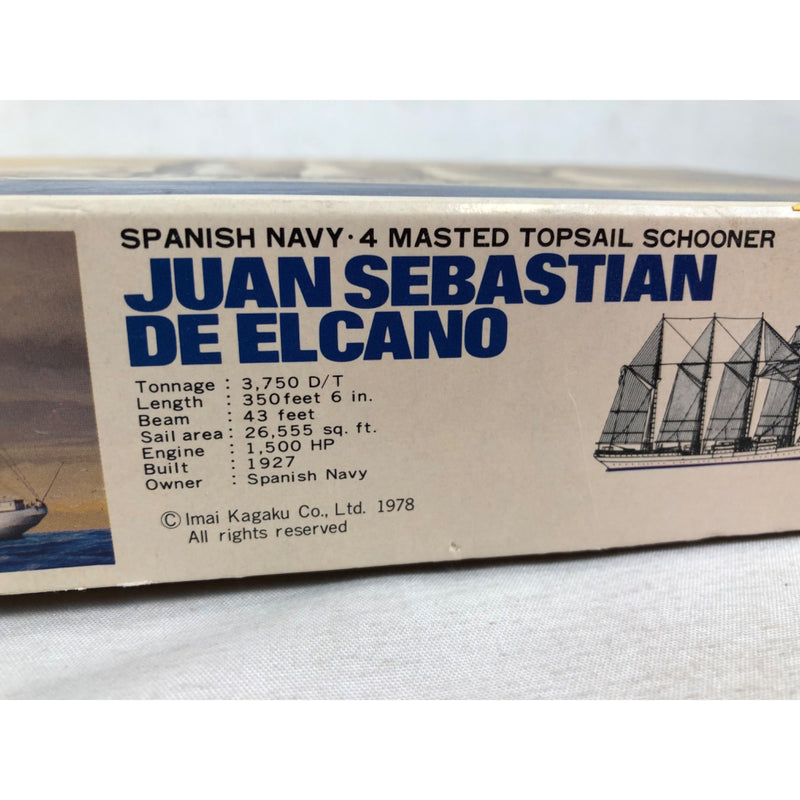 SPANISH NAVY·4 MASTED TOPSAIL SCHOONER
JUAN SEBASTIAN
DE ELCANO
Tonnage : 3,750 D/T
Length : 350feet 6 in.
Beam : 43 feet
Sail area : 26,555 sq. ft.
Engine : 1,500 HP
Built : 1927
Owner : Spanish Navy
© Imai Kagaku Co., Ltd. 1978
All rights reserved